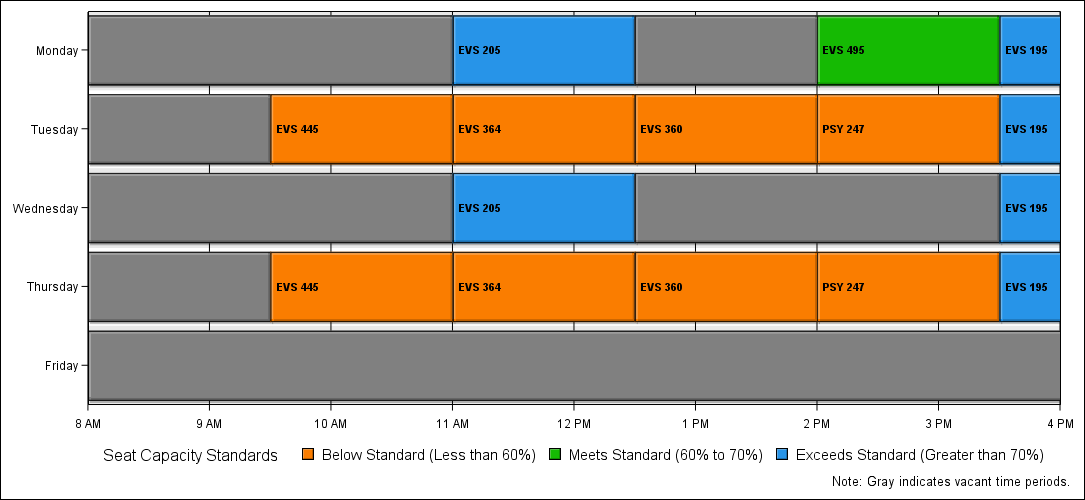 Monday EVS 205 EVS 495 EVS 195
Tuesday EVS 445 EVS 364 EVS 360 PSY 247 EVS 195
Wednesday EVS 205 EVS 195
Thursday EVS 445 EVS 364 EVS 360 PSY 247 EVS 195
Friday
8 AM 9 AM 10 AM 11 AM 12 PM 1 PM 2 PM 3 PM 4 PM
Seat Capacity Standards Below Standard (Less than 60%) Meets Standard (60% to 70%) Exceeds Standard (Greater than 70%)
Note: Gray indicates vacant time periods.